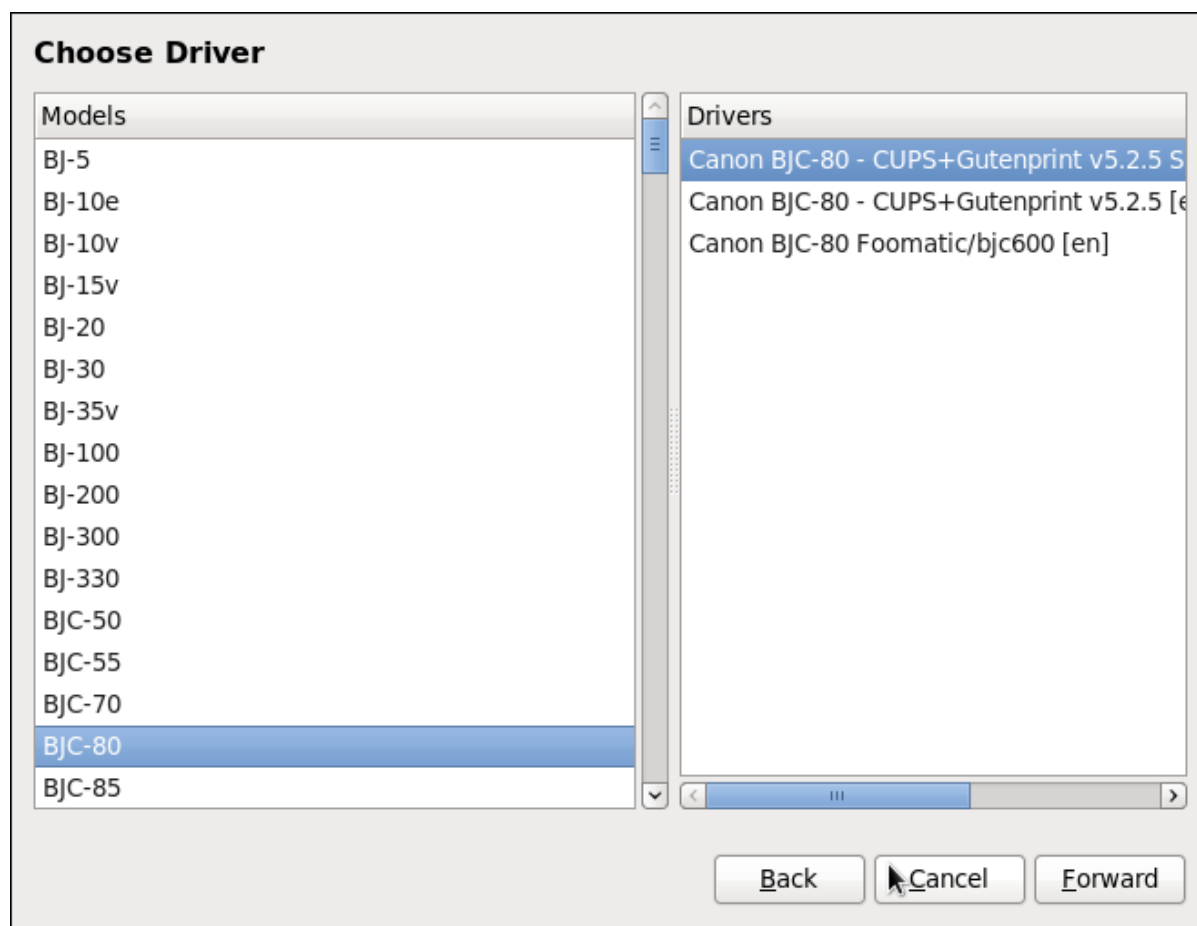 Choose Driver
Models
BJ-5
BJ-10e
BJ-10v
BJ-15v
BJ-20
BJ-30
BJ-35v
BJ-100
BJ-200
BJ-300
BJ-330
BJC-50
BJC-55
BJC-70
BJC-80
BJC-85
Drivers
Canon BJC-80 - CUPS+Gutenprint v5.2.5 S
Canon BJC-80 - CUPS+Gutenprint v5.2.5 [e
Canon BJC-80 Foomatic/bjc600 [en]
Back Cancel Forward